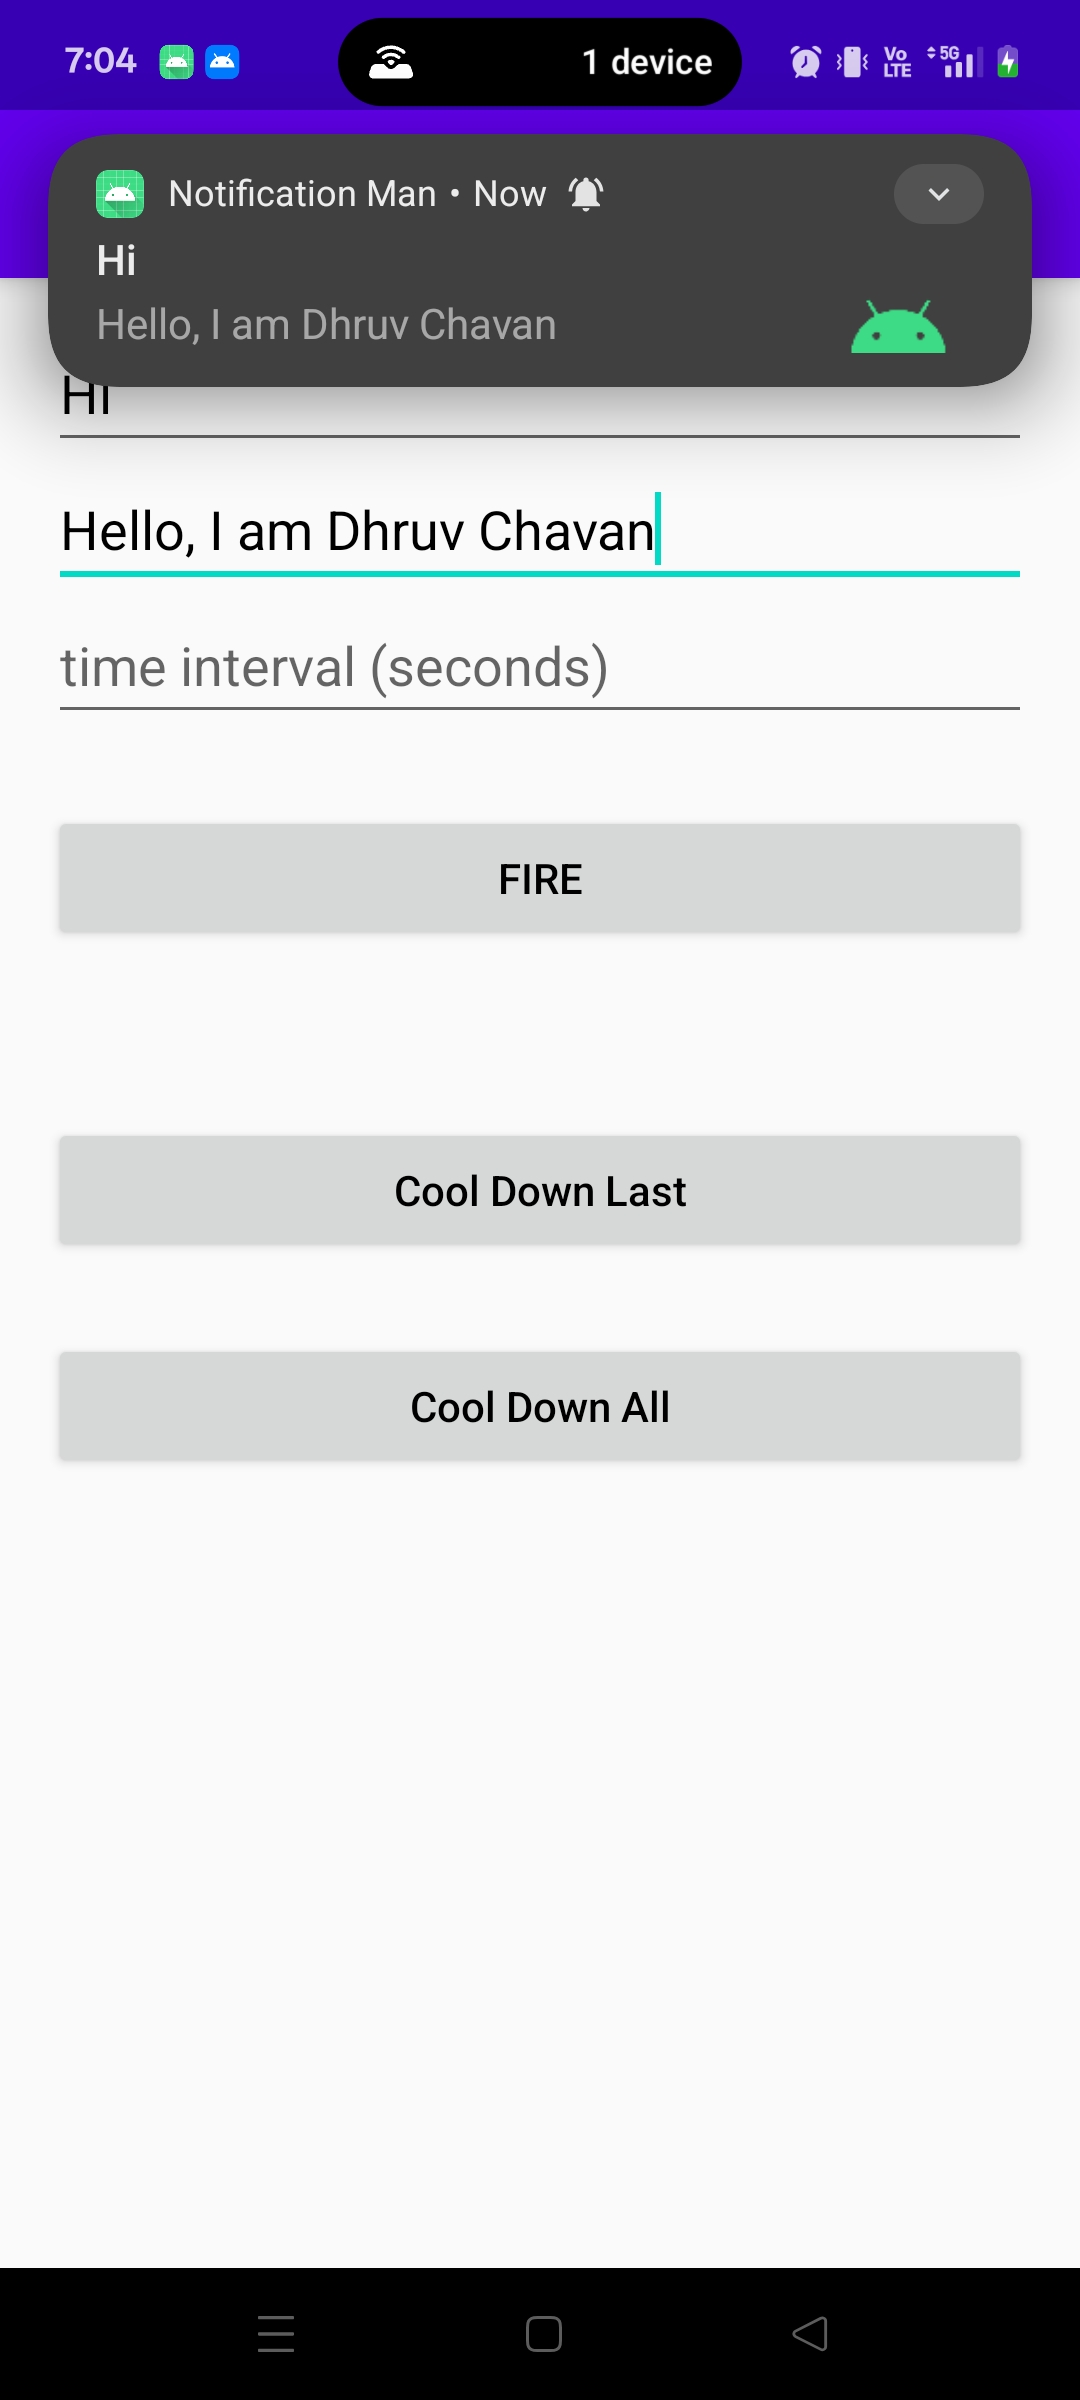 7:04 1 device Vo LTE 5G
Notification Man • Now
Hi
Hello, I am Dhruv Chavan
Hi
Hello, I am Dhruv Chavan
time interval (seconds)
FIRE
Cool Down Last
Cool Down All